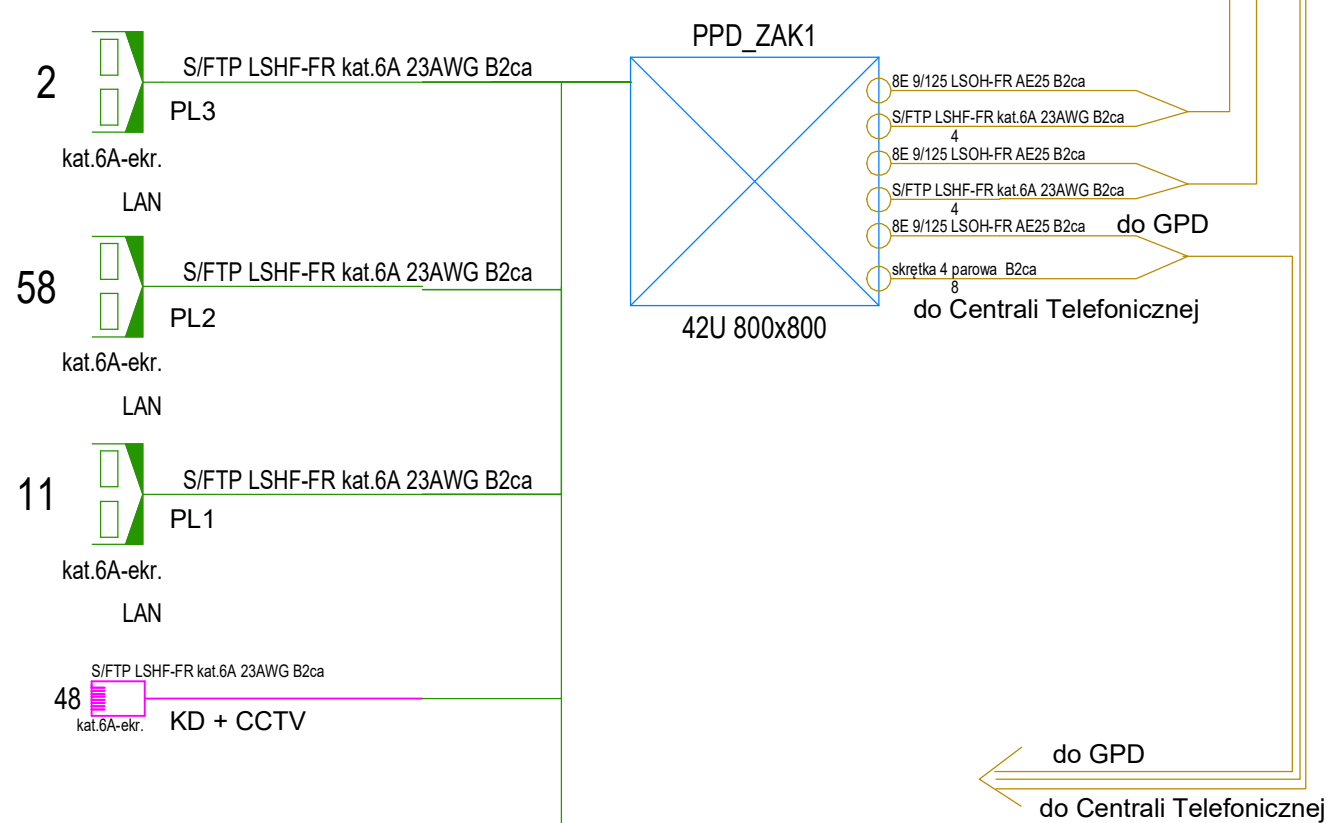 PPD_ZAK1
2
S/FTP LSHF-FR kat.6A 23AWG B2ca
PL3
kat.6A-ekr.
LAN
58
S/FTP LSHF-FR kat.6A 23AWG B2ca
PL2
kat.6A-ekr.
LAN
11
S/FTP LSHF-FR kat.6A 23AWG B2ca
PL1
kat.6A-ekr.
LAN
S/FTP LSHF-FR kat.6A 23AWG B2ca
48
kat.6A-ekr.
KD + CCTV
8E 9/125 LSOH-FR AE25 B2ca
S/FTP LSHF-FR kat.6A 23AWG B2ca
4
8E 9/125 LSOH-FR AE25 B2ca
S/FTP LSHF-FR kat.6A 23AWG B2ca
4
8E 9/125 LSOH-FR AE25 B2ca
do GPD
skrętka 4 parowa B2ca
8
do Centrali Telefonicznej
42U 800x800
do GPD
do Centrali Telefonicznej